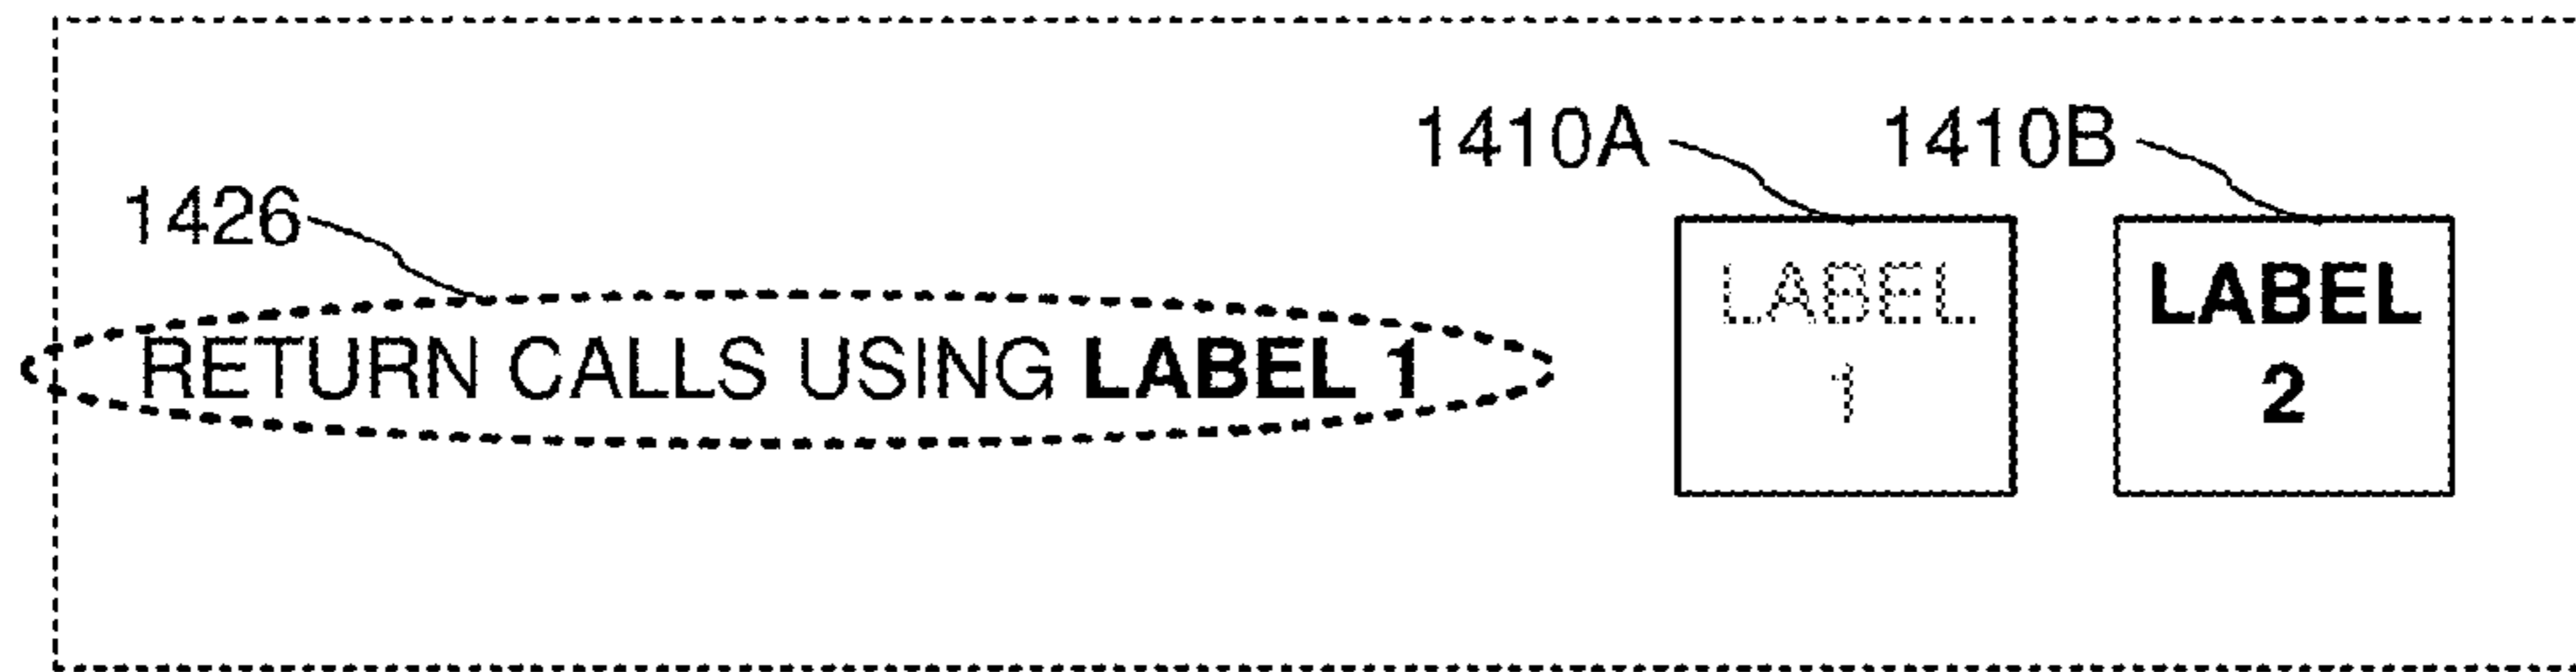 1410A 1410B
1426
LABEL LABEL
RETURN CALLS USING LABEL 1
1 2